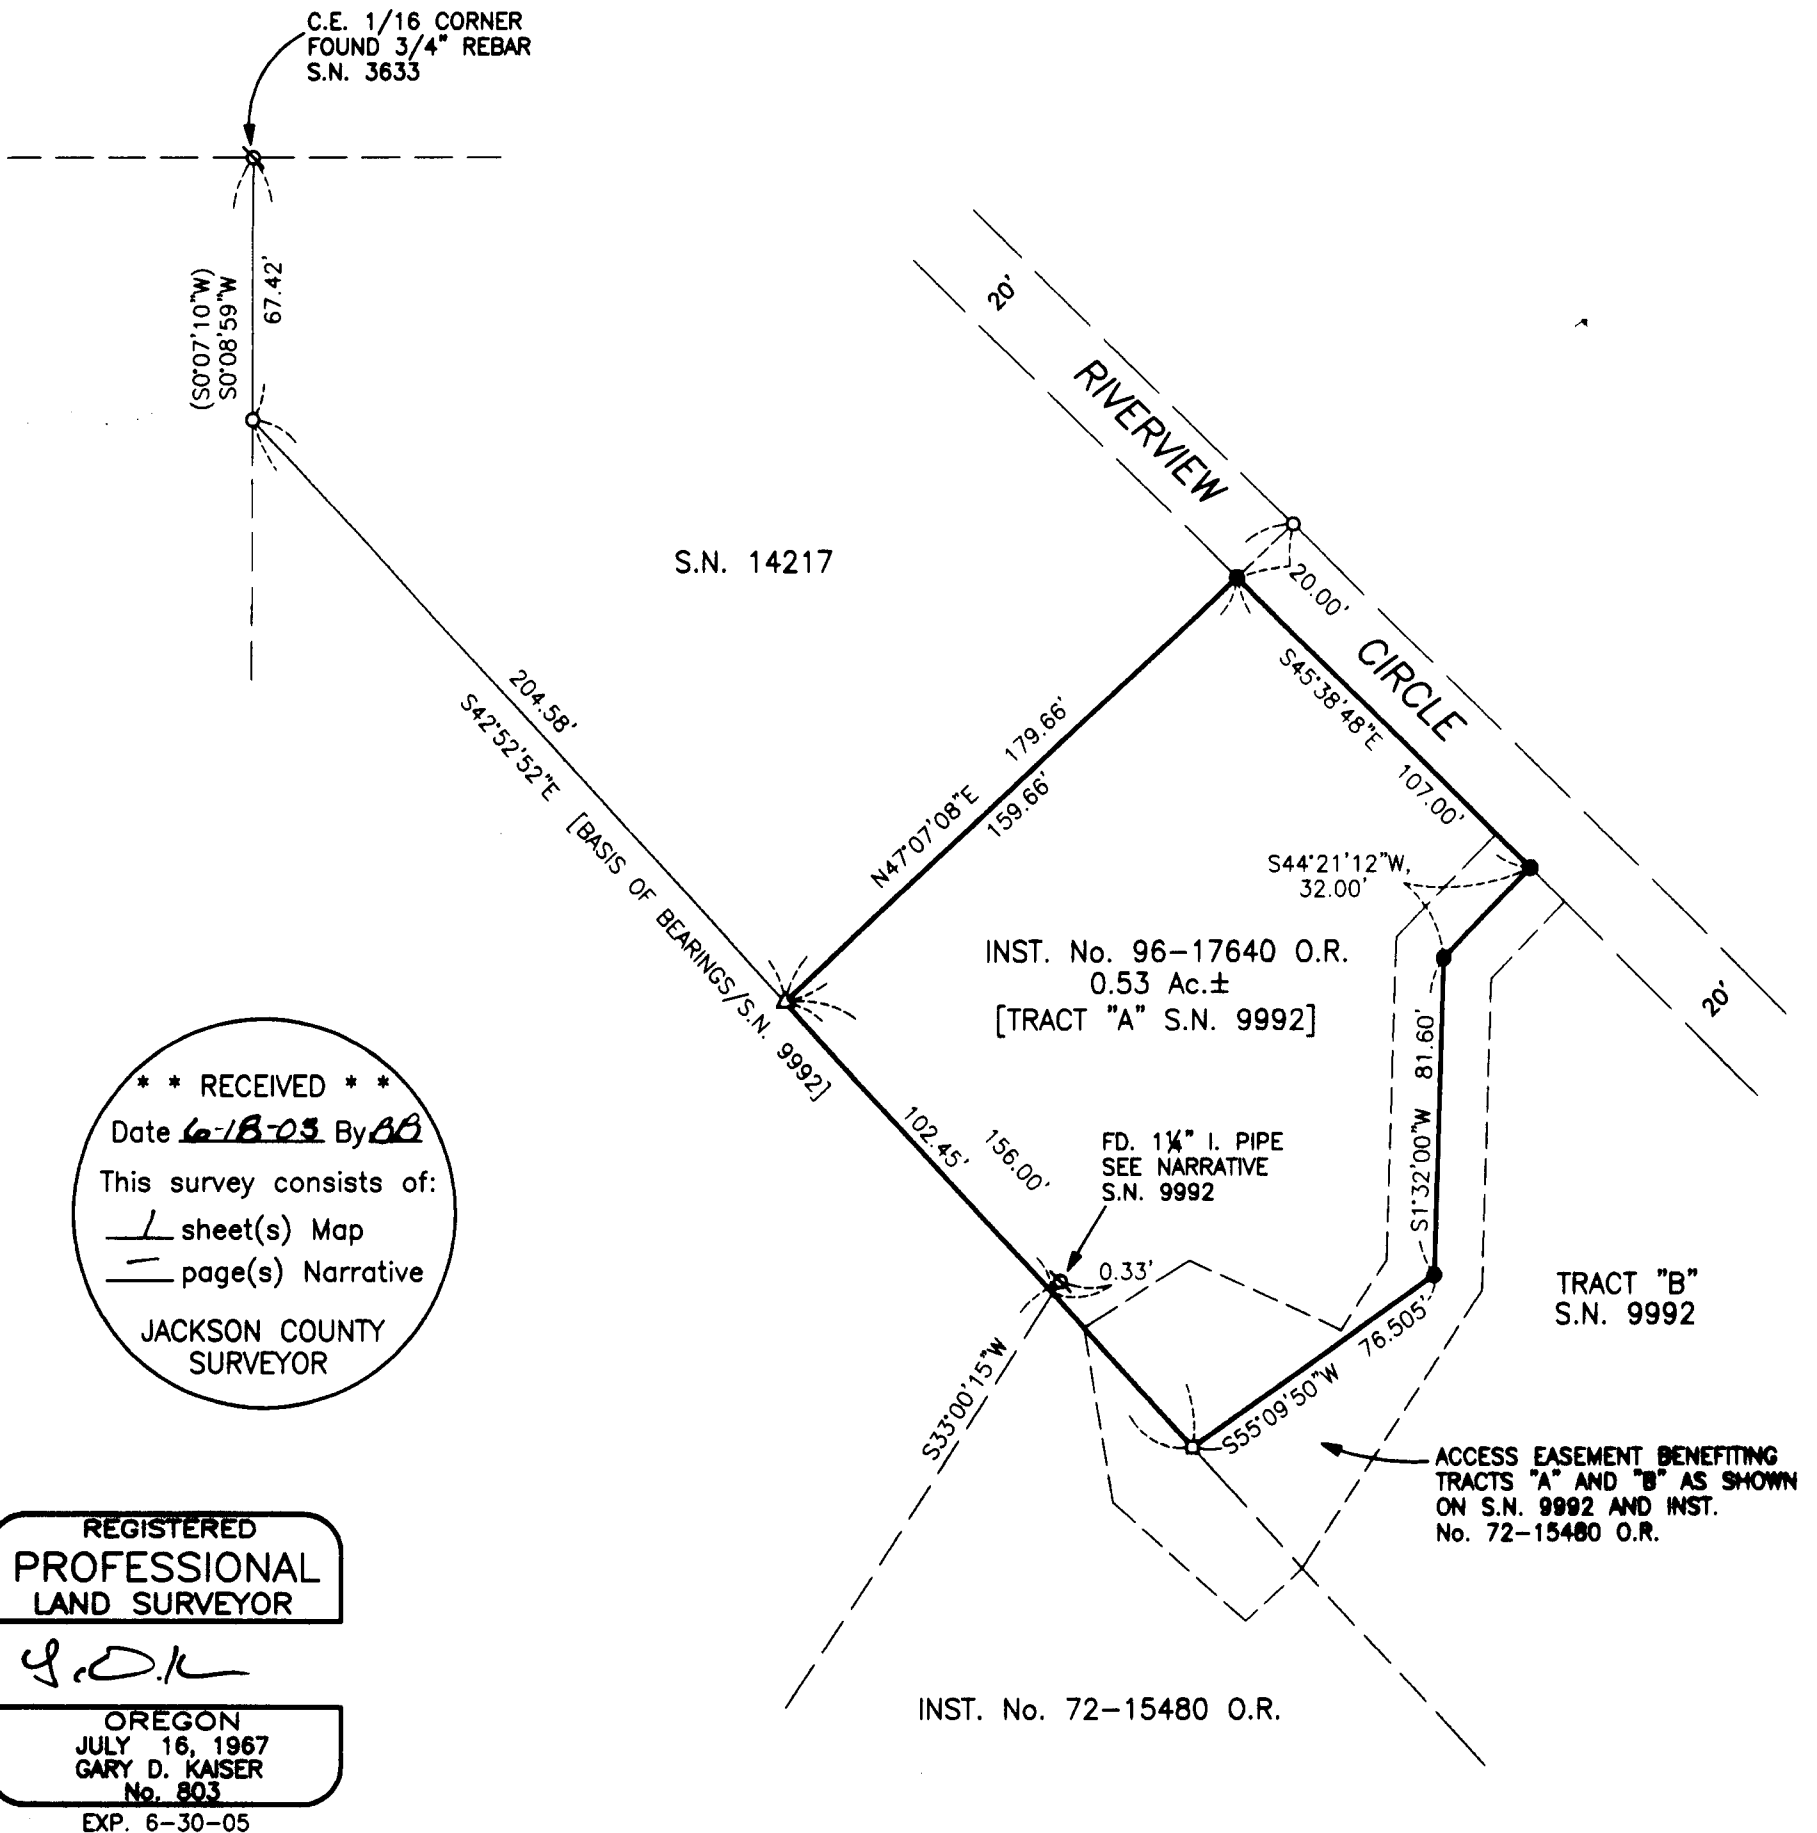 C.E. 1/16 CORNER
FOUND 3/4" REBAR
S.N. 3633
(S0°07'10"W)
S0°08'59"W
67.42'
20'
RIVERVIEW
CIRCLE
20.00'
S.N. 14217
204.58'
S42°52'52"E [BASIS OF BEARINGS/S.N. 9992]
179.66'
N47°07'08"E
159.66'
S45°38'48"E
107.00'
S44°21'12"W,
32.00'
INST. No. 96-17640 O.R.
0.53 Ac.±
[TRACT "A" S.N. 9992]
20'
S1°32'00"W 81.60'
102.45'
156.00'
FD. 1¼" I. PIPE
SEE NARRATIVE
S.N. 9992
0.33'
S33°00'15"W
S55°09'50"W 76.505'
TRACT "B"
S.N. 9992
ACCESS EASEMENT BENEFITING
TRACTS "A" AND "B" AS SHOWN
ON S.N. 9992 AND INST.
No. 72-15480 O.R.
INST. No. 72-15480 O.R.
* * RECEIVED * *
Date 6-18-03 By BB
This survey consists of:
1 sheet(s) Map
— page(s) Narrative
JACKSON COUNTY
SURVEYOR
REGISTERED
PROFESSIONAL
LAND SURVEYOR
OREGON
JULY 16, 1967
GARY D. KAISER
No. 803
EXP. 6-30-05